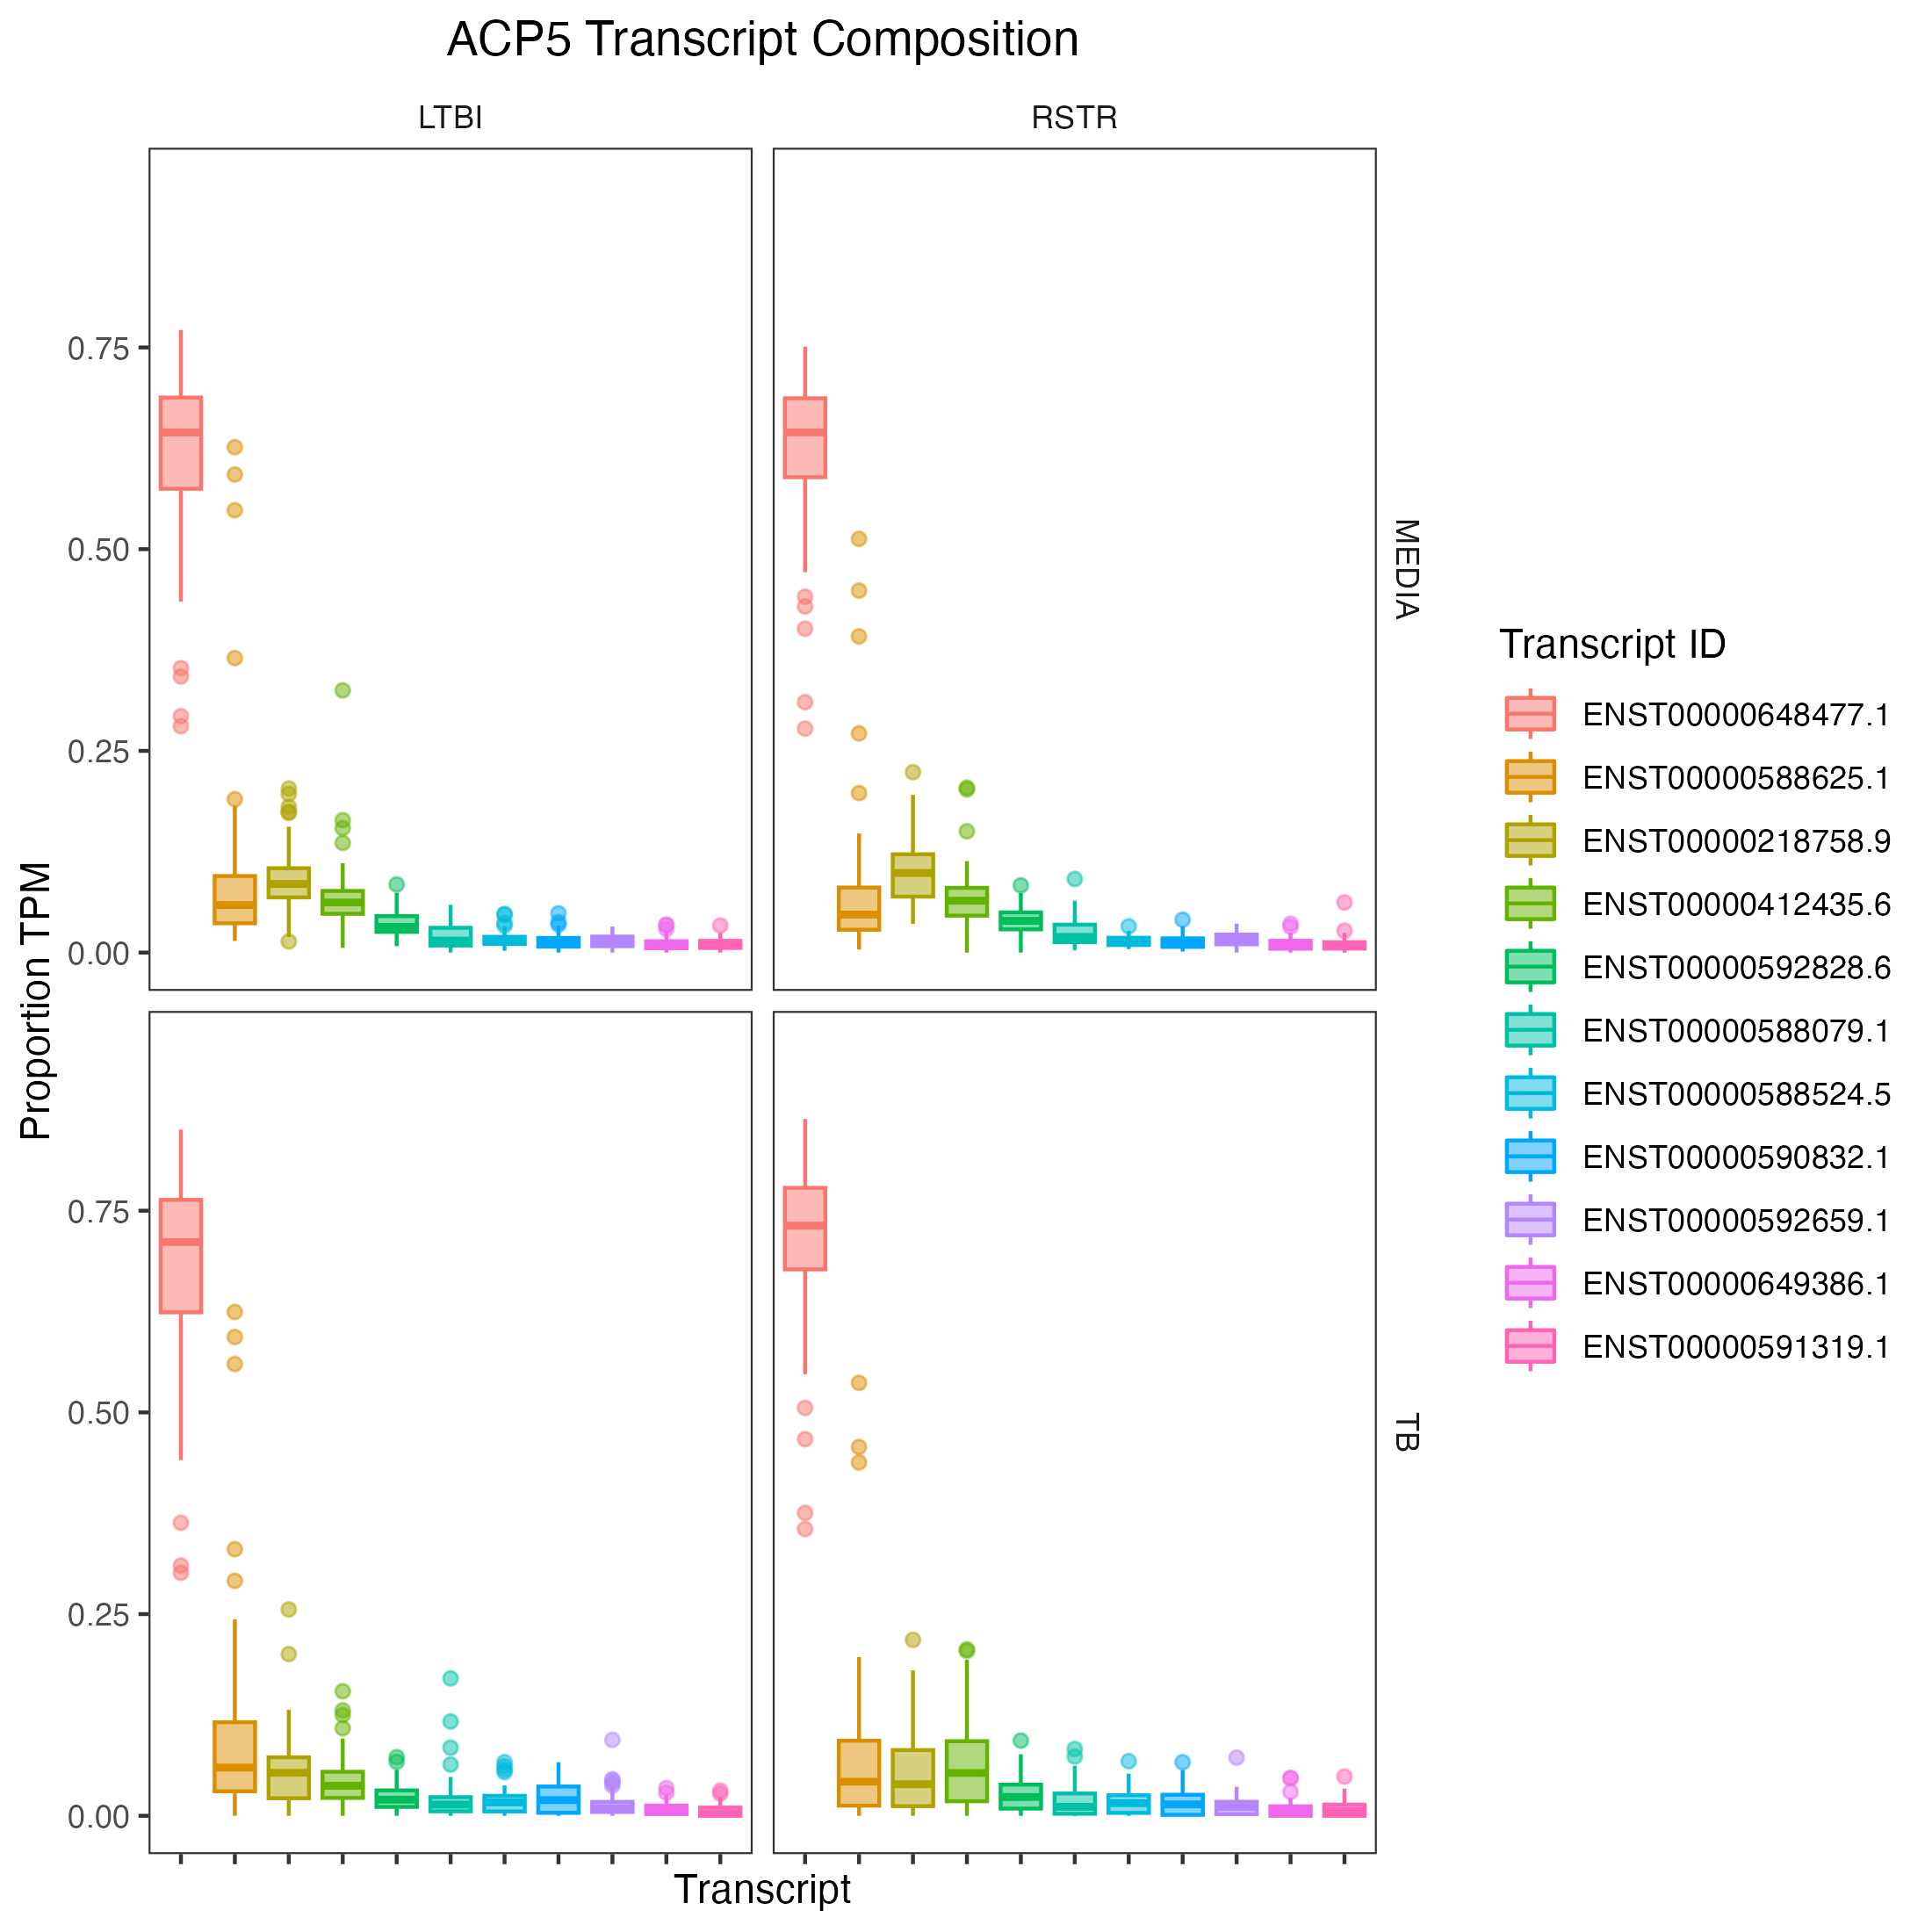 ACP5 Transcript Composition
LTBI
RSTR
MEDIA
TB
Proportion TPM
0.75
0.50
0.25
0.00
0.75
0.50
0.25
0.00
Transcript
Transcript ID
ENST00000648477.1
ENST00000588625.1
ENST00000218758.9
ENST00000412435.6
ENST00000592828.6
ENST00000588079.1
ENST00000588524.5
ENST00000590832.1
ENST00000592659.1
ENST00000649386.1
ENST00000591319.1